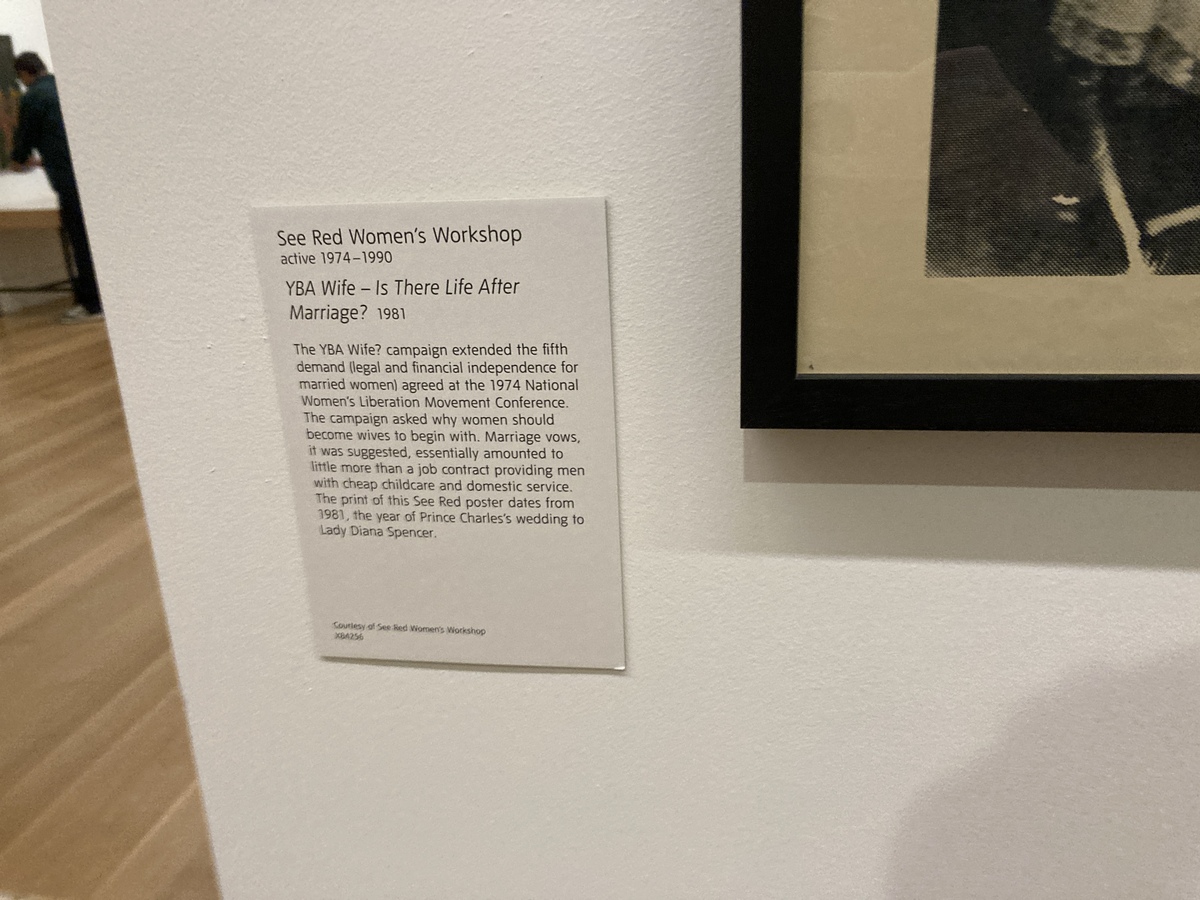 See Red Women's Workshop
active 1974–1990
YBA Wife – Is There Life After
Marriage? 1981
The YBA Wife? campaign extended the fifth
demand (legal and financial independence for
married women) agreed at the 1974 National
Women's Liberation Movement Conference.
The campaign asked why women should
become wives to begin with. Marriage vows,
it was suggested, essentially amounted to
little more than a job contract providing men
with cheap childcare and domestic service.
The print of this See Red poster dates from
1981, the year of Prince Charles's wedding to
Lady Diana Spencer.
Courtesy of See Red Women's Workshop
X84256